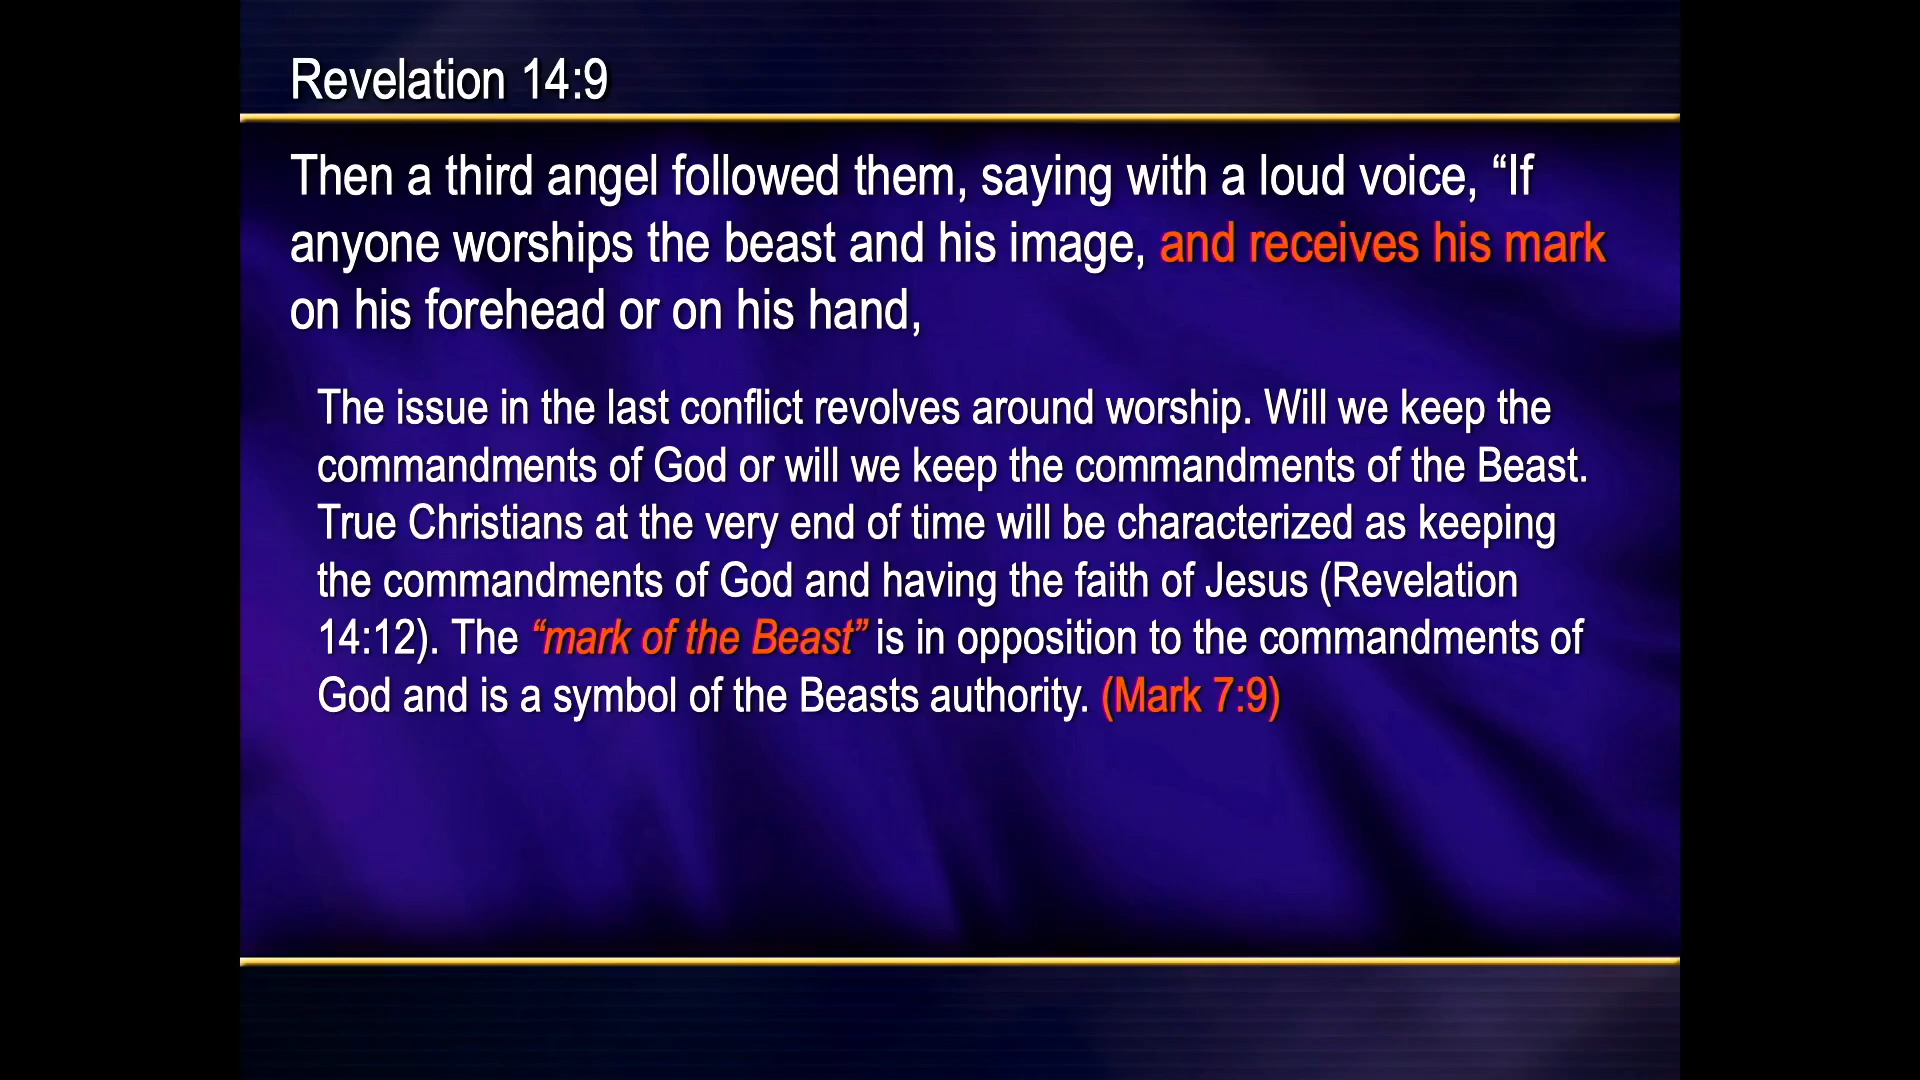 Revelation 14:9
Then a third angel followed them, saying with a loud voice, “If
anyone worships the beast and his image, and receives his mark
on his forehead or on his hand,
The issue in the last conflict revolves around worship. Will we keep the
commandments of God or will we keep the commandments of the Beast.
True Christians at the very end of time will be characterized as keeping
the commandments of God and having the faith of Jesus (Revelation
14:12). The “mark of the Beast” is in opposition to the commandments of
God and is a symbol of the Beasts authority. (Mark 7:9)